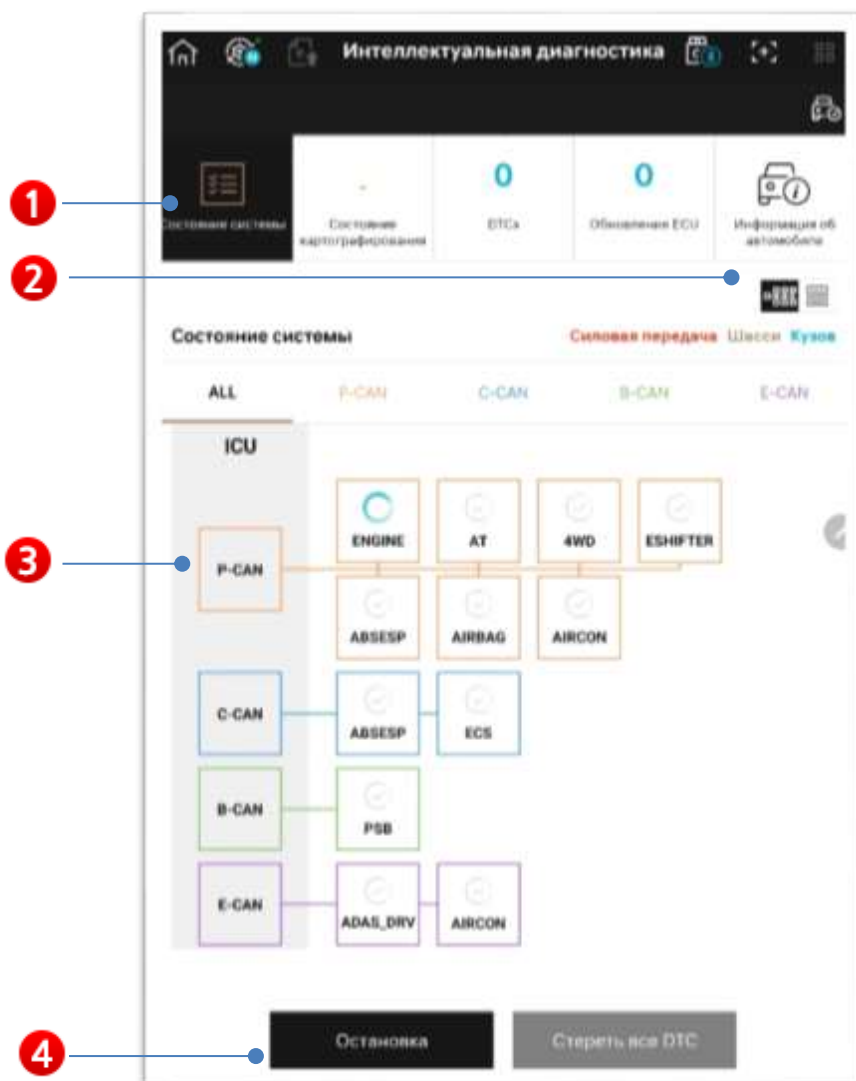 Интеллектуальная диагностика
1
0
0
Состояние системы
Состояние картографирования
DTCs
Обновления ECU
Информация об автомобиле
2
Состояние системы
Силовая передача Шасси Кузов
ALL P-CAN C-CAN B-CAN E-CAN
ICU
ENGINE AT 4WD ESHIFTER
3
P-CAN
ABSESP AIRBAG AIRCON
C-CAN
ABSESP ECS
B-CAN
PSB
E-CAN
ADAS_DRV AIRCON
4
Остановка Стереть все DTC